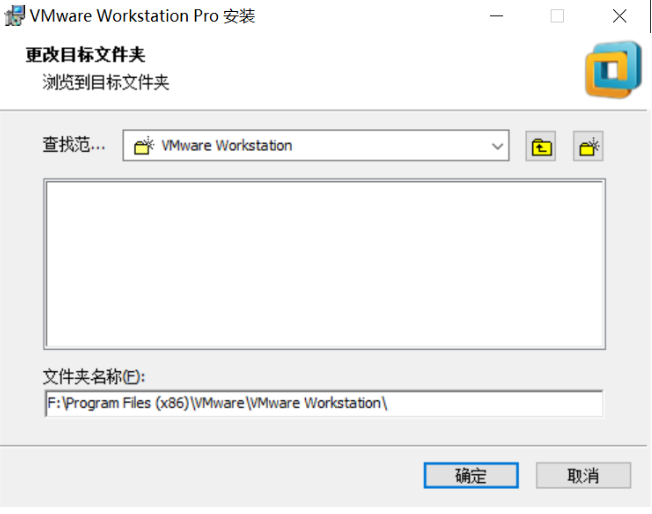 VMware Workstation Pro 安装
更改目标文件夹
浏览到目标文件夹
查找范...
VMware Workstation
文件夹名称(F):
F:\Program Files (x86)\VMware\VMware Workstation\
确定
取消